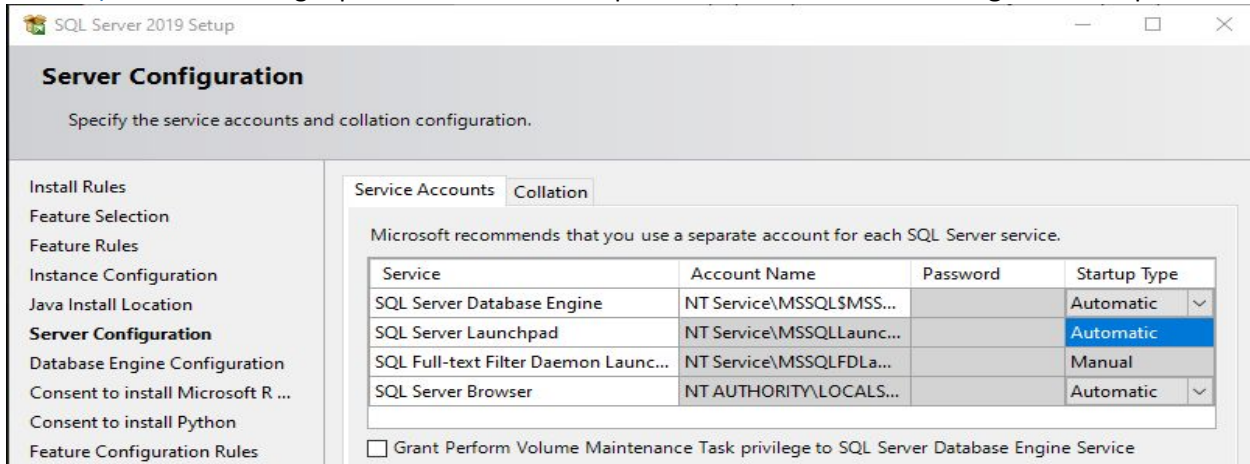 SQL Server 2019 Setup
Server Configuration
Specify the service accounts and collation configuration.
Install Rules
Feature Selection
Feature Rules
Instance Configuration
Java Install Location
Server Configuration
Database Engine Configuration
Consent to install Microsoft R ...
Consent to install Python
Feature Configuration Rules
Service Accounts Collation
Microsoft recommends that you use a separate account for each SQL Server service.
Service Account Name Password Startup Type
SQL Server Database Engine NT Service\MSSQL$MSS... Automatic
SQL Server Launchpad NT Service\MSSQLLaunc... Automatic
SQL Full-text Filter Daemon Launc... NT Service\MSSQLFDLa... Manual
SQL Server Browser NT AUTHORITY\LOCALS... Automatic
Grant Perform Volume Maintenance Task privilege to SQL Server Database Engine Service